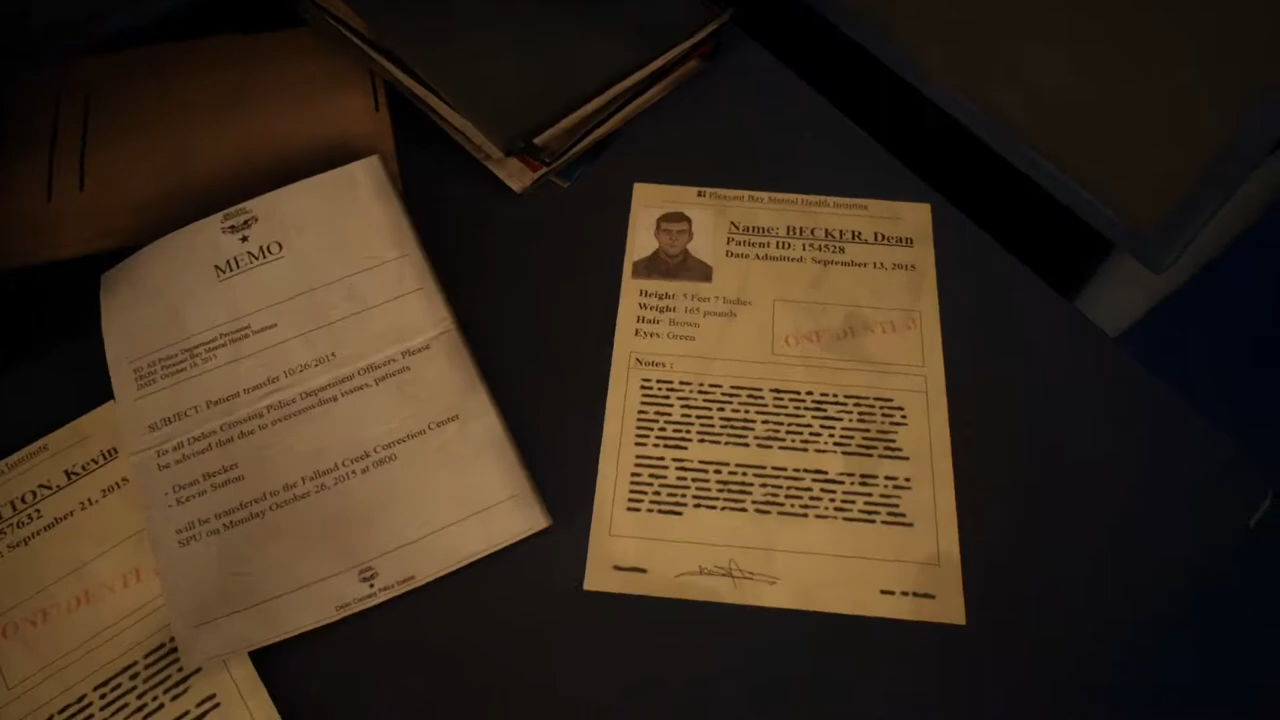 MEMO
TO: All Police Department Personnel
FROM: Pleasant Bay Mental Health Institute
DATE: October 13, 2015
SUBJECT: Patient transfer 10/26/2015
To all Delos Crossing Police Department Officers. Please
be advised that due to overcrowding issues, patients
- Dean Becker
- Kevin Sutton
will be transfered to the Falland Creek Correction Center
SPU on Monday October 26, 2015 at 0800
Delos Crossing Police Station
Institute
TTON, Kevin
57632
: September 21, 2015
ONFIDENTI
Pleasant Bay Mental Health Institute
Name: BECKER, Dean
Patient ID: 154528
Date Admitted: September 13, 2015
Height: 5 Feet 7 Inches
Weight: 165 pounds
Hair: Brown
Eyes: Green
ONFIDENTI
Notes :